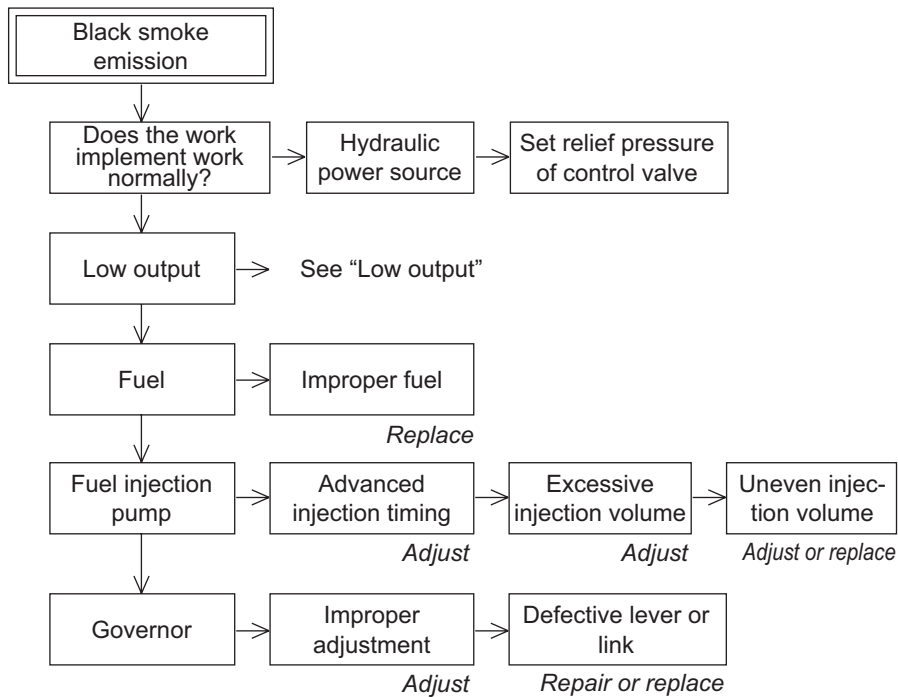 Black smoke
emission
Does the work
implement work
normally?
Hydraulic
power source
Set relief pressure
of control valve
Low output
See “Low output”
Fuel
Improper fuel
Replace
Fuel injection
pump
Advanced
injection timing
Adjust
Excessive
injection volume
Adjust
Uneven injec-
tion volume
Adjust or replace
Governor
Improper
adjustment
Adjust
Defective lever or
link
Repair or replace